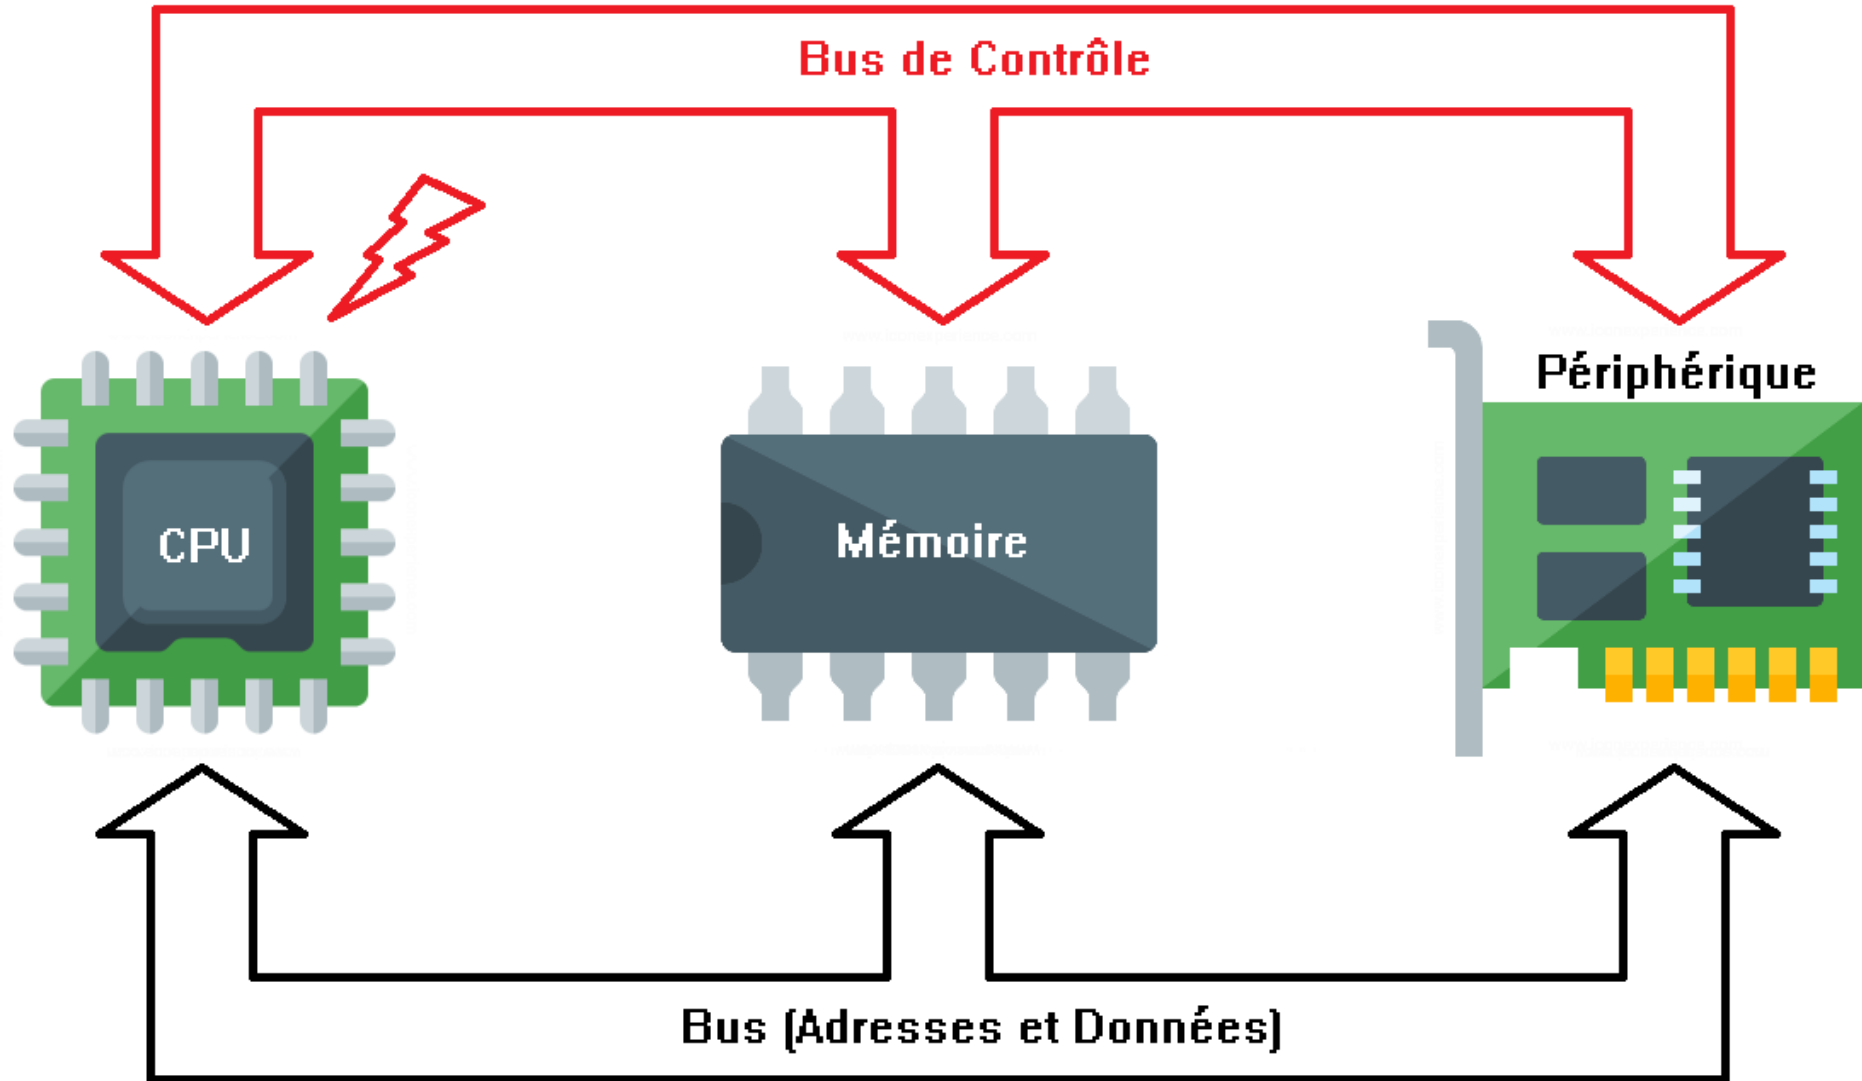 Bus de Contrôle
Périphérique
CPU
Mémoire
Bus (Adresses et Données)